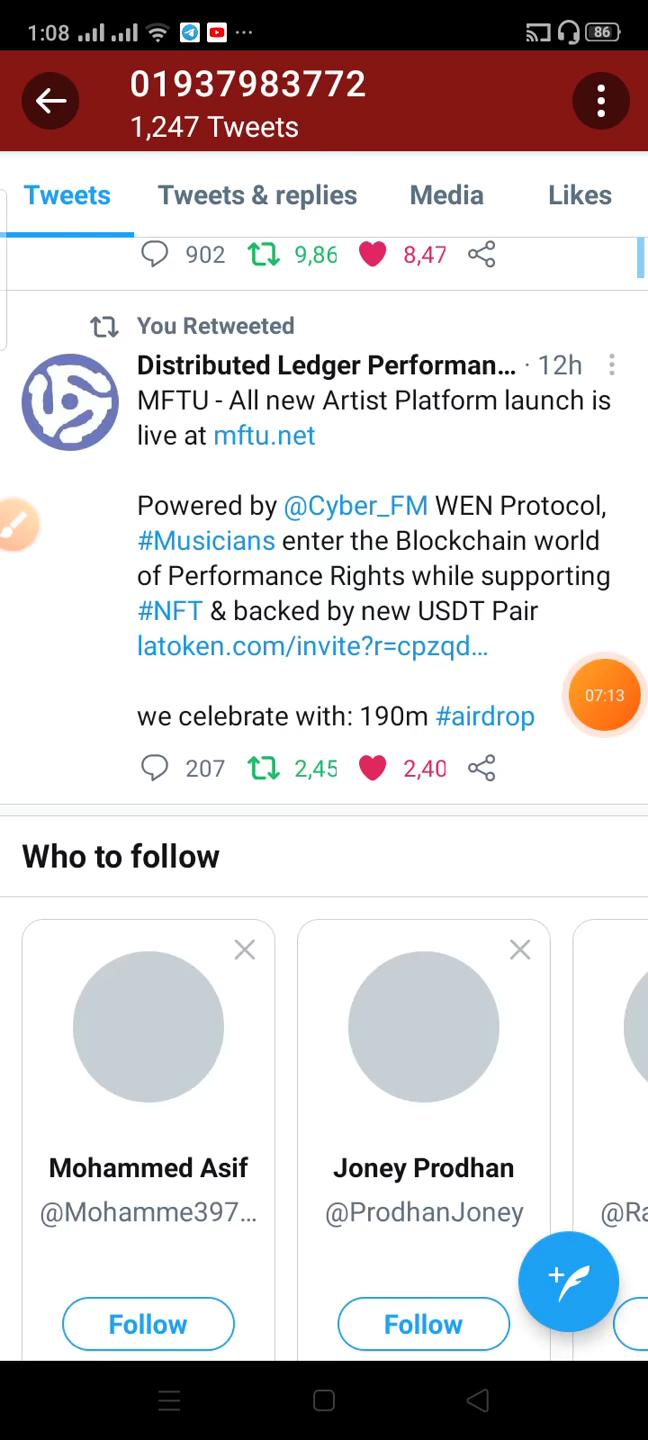 1:08
86
01937983772
1,247 Tweets
Tweets Tweets & replies Media Likes
902 9,86 8,47
You Retweeted
Distributed Ledger Performan... · 12h
MFTU - All new Artist Platform launch is
live at mftu.net
Powered by @Cyber_FM WEN Protocol,
#Musicians enter the Blockchain world
of Performance Rights while supporting
#NFT & backed by new USDT Pair
latoken.com/invite?r=cpzqd...
07:13
we celebrate with: 190m #airdrop
207 2,45 2,40
Who to follow
Mohammed Asif Joney Prodhan
@Mohamme397... @ProdhanJoney @Ra
Follow Follow